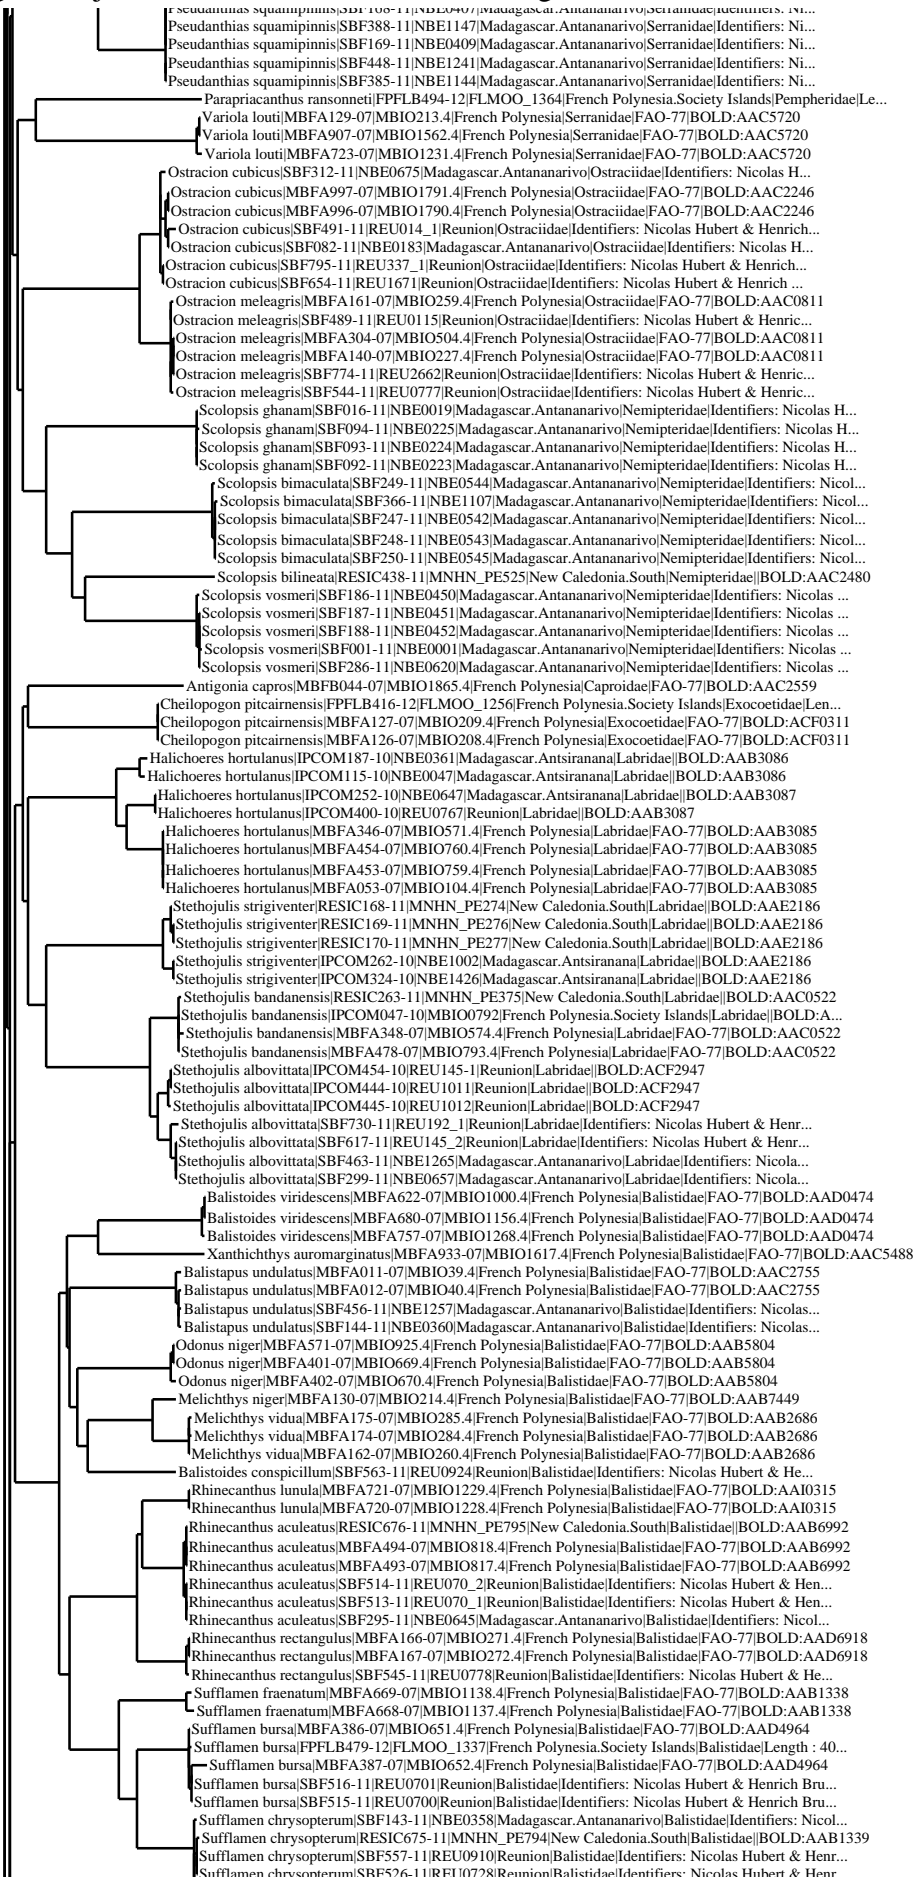 Pseudanthias squamipinnis|SBF168-11|NBE0407|Madagascar.Antananarivo|Serranidae|Identifiers: Ni...
Pseudanthias squamipinnis|SBF388-11|NBE1147|Madagascar.Antananarivo|Serranidae|Identifiers: Ni...
Pseudanthias squamipinnis|SBF169-11|NBE0409|Madagascar.Antananarivo|Serranidae|Identifiers: Ni...
Pseudanthias squamipinnis|SBF448-11|NBE1241|Madagascar.Antananarivo|Serranidae|Identifiers: Ni...
Pseudanthias squamipinnis|SBF385-11|NBE1144|Madagascar.Antananarivo|Serranidae|Identifiers: Ni...
Parapriacanthus ransonneti|FPFLB494-12|FLMOO_1364|French Polynesia.Society Islands|Pempheridae|Le...
Variola louti|MBFA129-07|MBIO213.4|French Polynesia|Serranidae|FAO-77|BOLD:AAC5720
Variola louti|MBFA907-07|MBIO1562.4|French Polynesia|Serranidae|FAO-77|BOLD:AAC5720
Variola louti|MBFA723-07|MBIO1231.4|French Polynesia|Serranidae|FAO-77|BOLD:AAC5720
Ostracion cubicus|SBF312-11|NBE0675|Madagascar.Antananarivo|Ostraciidae|Identifiers: Nicolas H...
Ostracion cubicus|MBFA997-07|MBIO1791.4|French Polynesia|Ostraciidae|FAO-77|BOLD:AAC2246
Ostracion cubicus|MBFA996-07|MBIO1790.4|French Polynesia|Ostraciidae|FAO-77|BOLD:AAC2246
Ostracion cubicus|SBF491-11|REU014_1|Reunion|Ostraciidae|Identifiers: Nicolas Hubert & Henrich...
Ostracion cubicus|SBF082-11|NBE0183|Madagascar.Antananarivo|Ostraciidae|Identifiers: Nicolas H...
Ostracion cubicus|SBF795-11|REU337_1|Reunion|Ostraciidae|Identifiers: Nicolas Hubert & Henrich...
Ostracion cubicus|SBF654-11|REU1671|Reunion|Ostraciidae|Identifiers: Nicolas Hubert & Henrich ...
Ostracion meleagris|MBFA161-07|MBIO259.4|French Polynesia|Ostraciidae|FAO-77|BOLD:AAC0811
Ostracion meleagris|SBF489-11|REU0115|Reunion|Ostraciidae|Identifiers: Nicolas Hubert & Henric...
Ostracion meleagris|MBFA304-07|MBIO504.4|French Polynesia|Ostraciidae|FAO-77|BOLD:AAC0811
Ostracion meleagris|MBFA140-07|MBIO227.4|French Polynesia|Ostraciidae|FAO-77|BOLD:AAC0811
Ostracion meleagris|SBF774-11|REU2662|Reunion|Ostraciidae|Identifiers: Nicolas Hubert & Henric...
Ostracion meleagris|SBF544-11|REU0777|Reunion|Ostraciidae|Identifiers: Nicolas Hubert & Henric...
Scolopsis ghanam|SBF016-11|NBE0019|Madagascar.Antananarivo|Nemipteridae|Identifiers: Nicolas H...
Scolopsis ghanam|SBF094-11|NBE0225|Madagascar.Antananarivo|Nemipteridae|Identifiers: Nicolas H...
Scolopsis ghanam|SBF093-11|NBE0224|Madagascar.Antananarivo|Nemipteridae|Identifiers: Nicolas H...
Scolopsis ghanam|SBF092-11|NBE0223|Madagascar.Antananarivo|Nemipteridae|Identifiers: Nicolas H...
Scolopsis bimaculata|SBF249-11|NBE0544|Madagascar.Antananarivo|Nemipteridae|Identifiers: Nicol...
Scolopsis bimaculata|SBF366-11|NBE1107|Madagascar.Antananarivo|Nemipteridae|Identifiers: Nicol...
Scolopsis bimaculata|SBF247-11|NBE0542|Madagascar.Antananarivo|Nemipteridae|Identifiers: Nicol...
Scolopsis bimaculata|SBF248-11|NBE0543|Madagascar.Antananarivo|Nemipteridae|Identifiers: Nicol...
Scolopsis bimaculata|SBF250-11|NBE0545|Madagascar.Antananarivo|Nemipteridae|Identifiers: Nicol...
Scolopsis bilineata|RESIC438-11|MNHN_PE525|New Caledonia.South|Nemipteridae||BOLD:AAC2480
Scolopsis vosmeri|SBF186-11|NBE0450|Madagascar.Antananarivo|Nemipteridae|Identifiers: Nicolas ...
Scolopsis vosmeri|SBF187-11|NBE0451|Madagascar.Antananarivo|Nemipteridae|Identifiers: Nicolas ...
Scolopsis vosmeri|SBF188-11|NBE0452|Madagascar.Antananarivo|Nemipteridae|Identifiers: Nicolas ...
Scolopsis vosmeri|SBF001-11|NBE0001|Madagascar.Antananarivo|Nemipteridae|Identifiers: Nicolas ...
Scolopsis vosmeri|SBF286-11|NBE0620|Madagascar.Antananarivo|Nemipteridae|Identifiers: Nicolas ...
Antigonia capros|MBFB044-07|MBIO1865.4|French Polynesia|Caproidae|FAO-77|BOLD:AAC2559
Cheilopogon pitcairnensis|FPFLB416-12|FLMOO_1256|French Polynesia.Society Islands|Exocoetidae|Len...
Cheilopogon pitcairnensis|MBFA127-07|MBIO209.4|French Polynesia|Exocoetidae|FAO-77|BOLD:ACF0311
Cheilopogon pitcairnensis|MBFA126-07|MBIO208.4|French Polynesia|Exocoetidae|FAO-77|BOLD:ACF0311
Halichoeres hortulanus|IPCOM187-10|NBE0361|Madagascar.Antsiranana|Labridae||BOLD:AAB3086
Halichoeres hortulanus|IPCOM115-10|NBE0047|Madagascar.Antsiranana|Labridae||BOLD:AAB3086
Halichoeres hortulanus|IPCOM252-10|NBE0647|Madagascar.Antsiranana|Labridae||BOLD:AAB3087
Halichoeres hortulanus|IPCOM400-10|REU0767|Reunion|Labridae||BOLD:AAB3087
Halichoeres hortulanus|MBFA346-07|MBIO571.4|French Polynesia|Labridae|FAO-77|BOLD:AAB3085
Halichoeres hortulanus|MBFA454-07|MBIO760.4|French Polynesia|Labridae|FAO-77|BOLD:AAB3085
Halichoeres hortulanus|MBFA453-07|MBIO759.4|French Polynesia|Labridae|FAO-77|BOLD:AAB3085
Halichoeres hortulanus|MBFA053-07|MBIO104.4|French Polynesia|Labridae|FAO-77|BOLD:AAB3085
Stethojulis strigiventer|RESIC168-11|MNHN_PE274|New Caledonia.South|Labridae||BOLD:AAE2186
Stethojulis strigiventer|RESIC169-11|MNHN_PE276|New Caledonia.South|Labridae||BOLD:AAE2186
Stethojulis strigiventer|RESIC170-11|MNHN_PE277|New Caledonia.South|Labridae||BOLD:AAE2186
Stethojulis strigiventer|IPCOM262-10|NBE1002|Madagascar.Antsiranana|Labridae||BOLD:AAE2186
Stethojulis strigiventer|IPCOM324-10|NBE1426|Madagascar.Antsiranana|Labridae||BOLD:AAE2186
Stethojulis bandanensis|RESIC263-11|MNHN_PE375|New Caledonia.South|Labridae||BOLD:AAC0522
Stethojulis bandanensis|IPCOM047-10|MBIO0792|French Polynesia.Society Islands|Labridae||BOLD:A...
Stethojulis bandanensis|MBFA348-07|MBIO574.4|French Polynesia|Labridae|FAO-77|BOLD:AAC0522
Stethojulis bandanensis|MBFA478-07|MBIO793.4|French Polynesia|Labridae|FAO-77|BOLD:AAC0522
Stethojulis albovittata|IPCOM454-10|REU145-1|Reunion|Labridae||BOLD:ACF2947
Stethojulis albovittata|IPCOM444-10|REU1011|Reunion|Labridae||BOLD:ACF2947
Stethojulis albovittata|IPCOM445-10|REU1012|Reunion|Labridae||BOLD:ACF2947
Stethojulis albovittata|SBF730-11|REU192_1|Reunion|Labridae|Identifiers: Nicolas Hubert & Henr...
Stethojulis albovittata|SBF617-11|REU145_2|Reunion|Labridae|Identifiers: Nicolas Hubert & Henr...
Stethojulis albovittata|SBF463-11|NBE1265|Madagascar.Antananarivo|Labridae|Identifiers: Nicola...
Stethojulis albovittata|SBF299-11|NBE0657|Madagascar.Antananarivo|Labridae|Identifiers: Nicola...
Balistoides viridescens|MBFA622-07|MBIO1000.4|French Polynesia|Balistidae|FAO-77|BOLD:AAD0474
Balistoides viridescens|MBFA680-07|MBIO1156.4|French Polynesia|Balistidae|FAO-77|BOLD:AAD0474
Balistoides viridescens|MBFA757-07|MBIO1268.4|French Polynesia|Balistidae|FAO-77|BOLD:AAD0474
Xanthichthys auromarginatus|MBFA933-07|MBIO1617.4|French Polynesia|Balistidae|FAO-77|BOLD:AAC5488
Balistapus undulatus|MBFA011-07|MBIO39.4|French Polynesia|Balistidae|FAO-77|BOLD:AAC2755
Balistapus undulatus|MBFA012-07|MBIO40.4|French Polynesia|Balistidae|FAO-77|BOLD:AAC2755
Balistapus undulatus|SBF456-11|NBE1257|Madagascar.Antananarivo|Balistidae|Identifiers: Nicolas...
Balistapus undulatus|SBF144-11|NBE0360|Madagascar.Antananarivo|Balistidae|Identifiers: Nicolas...
Odonus niger|MBFA571-07|MBIO925.4|French Polynesia|Balistidae|FAO-77|BOLD:AAB5804
Odonus niger|MBFA401-07|MBIO669.4|French Polynesia|Balistidae|FAO-77|BOLD:AAB5804
Odonus niger|MBFA402-07|MBIO670.4|French Polynesia|Balistidae|FAO-77|BOLD:AAB5804
Melichthys niger|MBFA130-07|MBIO214.4|French Polynesia|Balistidae|FAO-77|BOLD:AAB7449
Melichthys vidua|MBFA175-07|MBIO285.4|French Polynesia|Balistidae|FAO-77|BOLD:AAB2686
Melichthys vidua|MBFA174-07|MBIO284.4|French Polynesia|Balistidae|FAO-77|BOLD:AAB2686
Melichthys vidua|MBFA162-07|MBIO260.4|French Polynesia|Balistidae|FAO-77|BOLD:AAB2686
Balistoides conspicillum|SBF563-11|REU0924|Reunion|Balistidae|Identifiers: Nicolas Hubert & He...
Rhinecanthus lunula|MBFA721-07|MBIO1229.4|French Polynesia|Balistidae|FAO-77|BOLD:AAI0315
Rhinecanthus lunula|MBFA720-07|MBIO1228.4|French Polynesia|Balistidae|FAO-77|BOLD:AAI0315
Rhinecanthus aculeatus|RESIC676-11|MNHN_PE795|New Caledonia.South|Balistidae||BOLD:AAB6992
Rhinecanthus aculeatus|MBFA494-07|MBIO818.4|French Polynesia|Balistidae|FAO-77|BOLD:AAB6992
Rhinecanthus aculeatus|MBFA493-07|MBIO817.4|French Polynesia|Balistidae|FAO-77|BOLD:AAB6992
Rhinecanthus aculeatus|SBF514-11|REU070_2|Reunion|Balistidae|Identifiers: Nicolas Hubert & Hen...
Rhinecanthus aculeatus|SBF513-11|REU070_1|Reunion|Balistidae|Identifiers: Nicolas Hubert & Hen...
Rhinecanthus aculeatus|SBF295-11|NBE0645|Madagascar.Antananarivo|Balistidae|Identifiers: Nicol...
Rhinecanthus rectangulus|MBFA166-07|MBIO271.4|French Polynesia|Balistidae|FAO-77|BOLD:AAD6918
Rhinecanthus rectangulus|MBFA167-07|MBIO272.4|French Polynesia|Balistidae|FAO-77|BOLD:AAD6918
Rhinecanthus rectangulus|SBF545-11|REU0778|Reunion|Balistidae|Identifiers: Nicolas Hubert & He...
Sufflamen fraenatum|MBFA669-07|MBIO1138.4|French Polynesia|Balistidae|FAO-77|BOLD:AAB1338
Sufflamen fraenatum|MBFA668-07|MBIO1137.4|French Polynesia|Balistidae|FAO-77|BOLD:AAB1338
Sufflamen bursa|MBFA386-07|MBIO651.4|French Polynesia|Balistidae|FAO-77|BOLD:AAD4964
Sufflamen bursa|FPFLB479-12|FLMOO_1337|French Polynesia.Society Islands|Balistidae|Length : 40...
Sufflamen bursa|MBFA387-07|MBIO652.4|French Polynesia|Balistidae|FAO-77|BOLD:AAD4964
Sufflamen bursa|SBF516-11|REU0701|Reunion|Balistidae|Identifiers: Nicolas Hubert & Henrich Bru...
Sufflamen bursa|SBF515-11|REU0700|Reunion|Balistidae|Identifiers: Nicolas Hubert & Henrich Bru...
Sufflamen chrysopterum|SBF143-11|NBE0358|Madagascar.Antananarivo|Balistidae|Identifiers: Nicol...
Sufflamen chrysopterum|RESIC675-11|MNHN_PE794|New Caledonia.South|Balistidae||BOLD:AAB1339
Sufflamen chrysopterum|SBF557-11|REU0910|Reunion|Balistidae|Identifiers: Nicolas Hubert & Henr...
Sufflamen chrysopterum|SBF526-11|REU0728|Reunion|Balistidae|Identifiers: Nicolas Hubert & Henr...